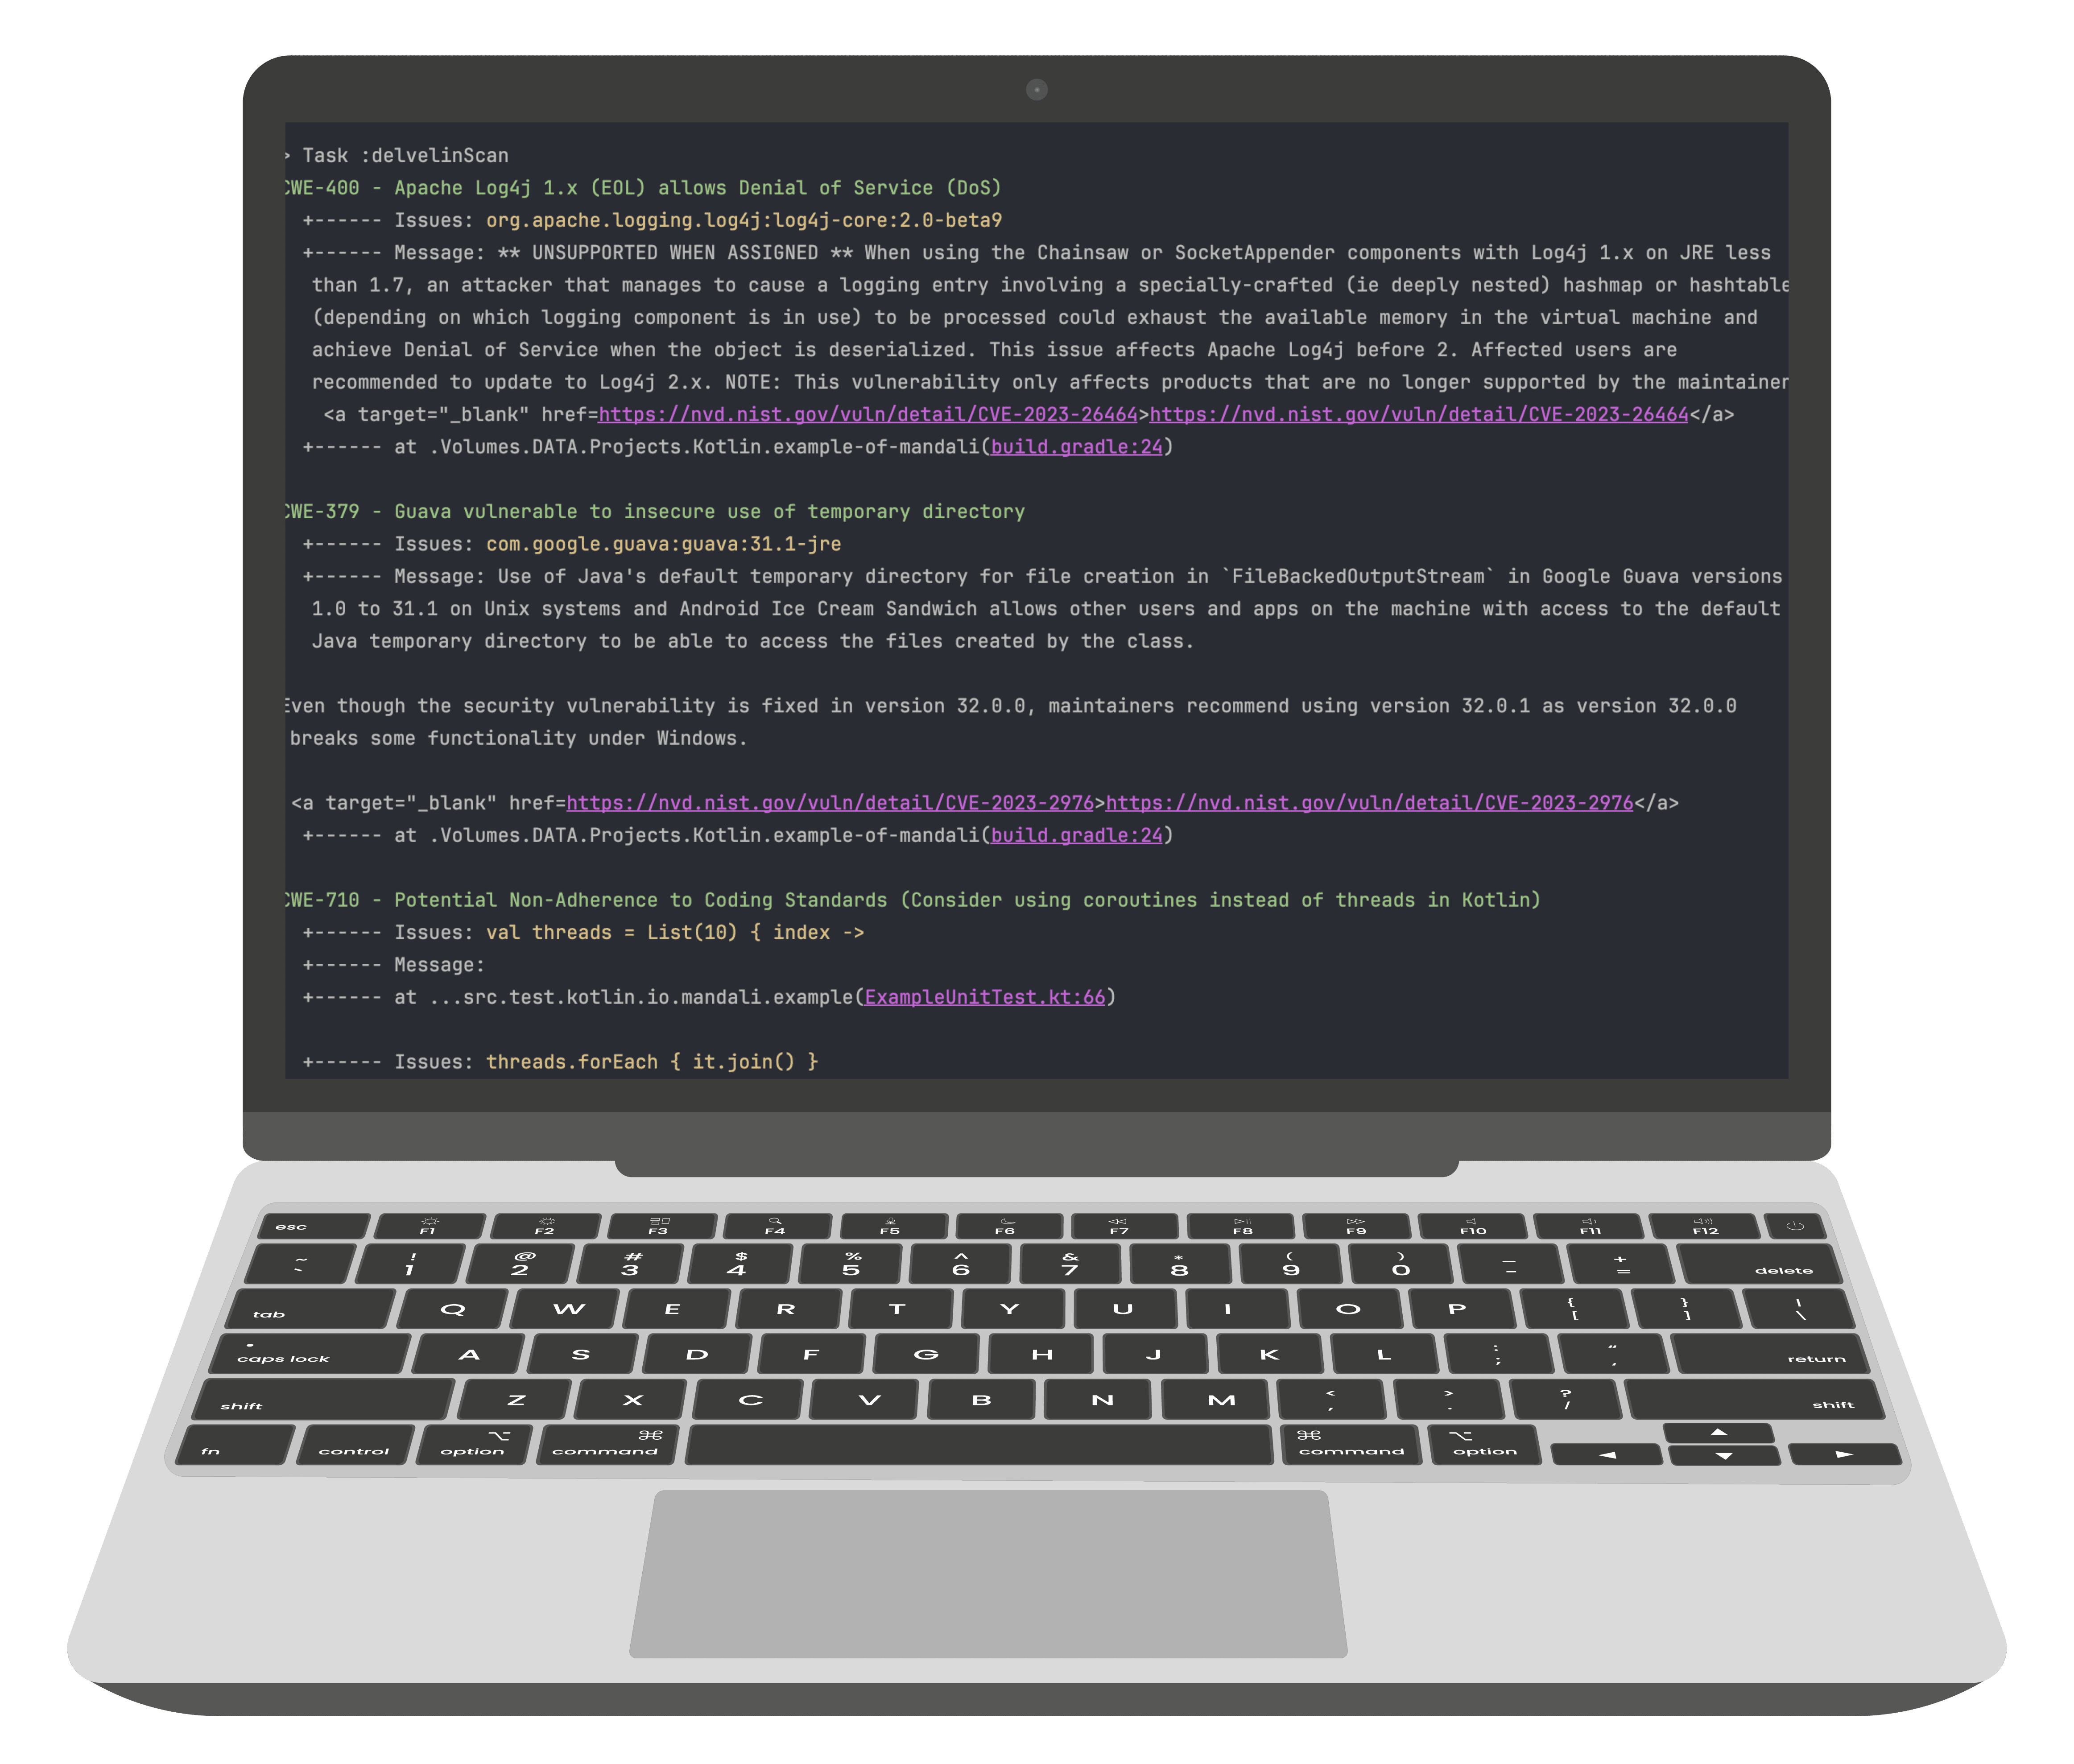 > Task :delvelinScan
CWE-400 - Apache Log4j 1.x (EOL) allows Denial of Service (DoS)
+------ Issues: org.apache.logging.log4j:log4j-core:2.0-beta9
+------ Message: ** UNSUPPORTED WHEN ASSIGNED ** When using the Chainsaw or SocketAppender components with Log4j 1.x on JRE less
than 1.7, an attacker that manages to cause a logging entry involving a specially-crafted (ie deeply nested) hashmap or hashtable
(depending on which logging component is in use) to be processed could exhaust the available memory in the virtual machine and
achieve Denial of Service when the object is deserialized. This issue affects Apache Log4j before 2. Affected users are
recommended to update to Log4j 2.x. NOTE: This vulnerability only affects products that are no longer supported by the maintainer
<a target="_blank" href=https://nvd.nist.gov/vuln/detail/CVE-2023-26464>https://nvd.nist.gov/vuln/detail/CVE-2023-26464</a>
+------ at .Volumes.DATA.Projects.Kotlin.example-of-mandali(build.gradle:24)
CWE-379 - Guava vulnerable to insecure use of temporary directory
+------ Issues: com.google.guava:guava:31.1-jre
+------ Message: Use of Java's default temporary directory for file creation in `FileBackedOutputStream` in Google Guava versions
1.0 to 31.1 on Unix systems and Android Ice Cream Sandwich allows other users and apps on the machine with access to the default
Java temporary directory to be able to access the files created by the class.
Even though the security vulnerability is fixed in version 32.0.0, maintainers recommend using version 32.0.1 as version 32.0.0
breaks some functionality under Windows.
<a target="_blank" href=https://nvd.nist.gov/vuln/detail/CVE-2023-2976>https://nvd.nist.gov/vuln/detail/CVE-2023-2976</a>
+------ at .Volumes.DATA.Projects.Kotlin.example-of-mandali(build.gradle:24)
CWE-710 - Potential Non-Adherence to Coding Standards (Consider using coroutines instead of threads in Kotlin)
+------ Issues: val threads = List(10) { index ->
+------ Message:
+------ at ...src.test.kotlin.io.mandali.example(ExampleUnitTest.kt:66)
+------ Issues: threads.forEach { it.join() }
esc F1 F2 F3 F4 F5 F6 F7 F8 F9 F10 F11 F12
~ ! @ # $ % ^ & * ( ) _ +
` 1 2 3 4 5 6 7 8 9 0 - = delete
tab Q W E R T Y U I O P { [ } ] | \
caps lock A S D F G H J K L : ; “ , return
shift Z X C V B N M < , > . ? / shift
fn control option ⌥ command ⌘ ⌘ command ⌥ option ◀ ▲ ▼ ▶